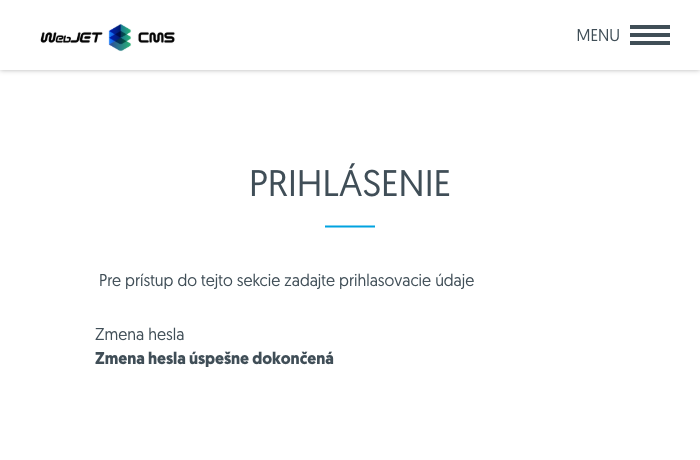 WebJET CMS
MENU
PRIHLÁSENIE
Pre prístup do tejto sekcie zadajte prihlasovacie údaje
Zmena hesla
Zmena hesla úspešne dokončená